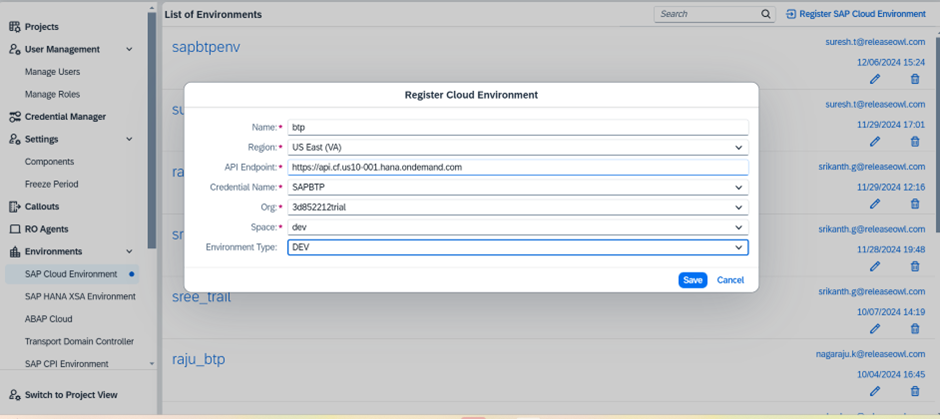 Projects
User Management
Manage Users
Manage Roles
Credential Manager
Settings
Components
Freeze Period
Callouts
RO Agents
Environments
SAP Cloud Environment
SAP HANA XSA Environment
ABAP Cloud
Transport Domain Controller
SAP CPI Environment
Switch to Project View
List of Environments
Search
Register SAP Cloud Environment
sapbtpenv
suresh.t@releaseowl.com
12/06/2024 15:24
su
suresh.t@releaseowl.com
11/29/2024 17:01
ra
srikanth.g@releaseowl.com
11/29/2024 12:16
sr
srikanth.g@releaseowl.com
11/28/2024 19:48
sree_trail
srikanth.g@releaseowl.com
10/07/2024 14:19
raju_btp
nagaraju.k@releaseowl.com
10/04/2024 16:45
Register Cloud Environment
Name:* btp
Region:* US East (VA)
API Endpoint:* https://api.cf.us10-001.hana.ondemand.com
Credential Name:* SAPBTP
Org:* 3d852212trial
Space:* dev
Environment Type: DEV
Save Cancel